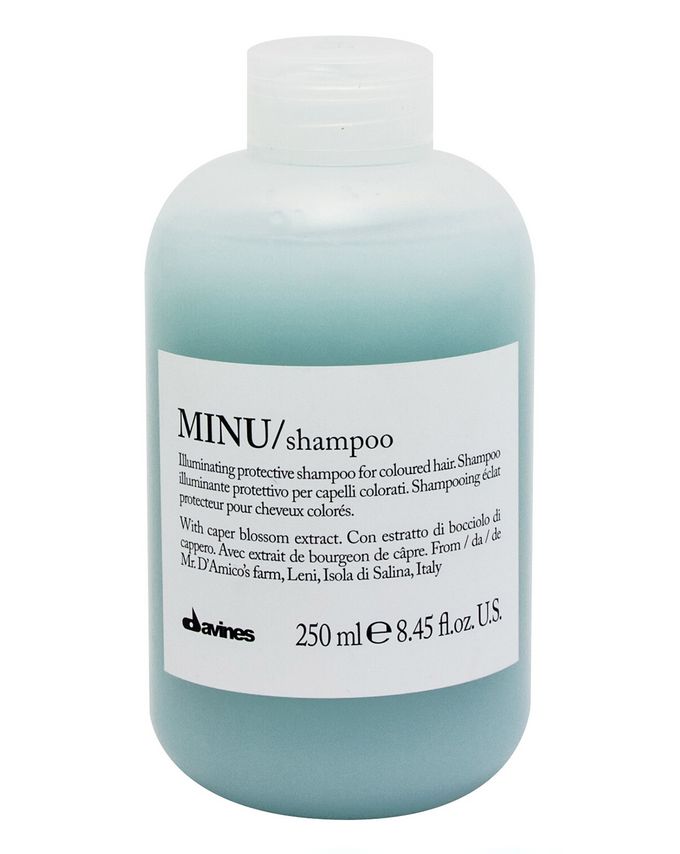 MINU/shampoo
Illuminating protective shampoo for coloured hair. Shampoo
illuminante protettivo per capelli colorati. Shampooing éclat
protecteur pour cheveux colorés.
With caper blossom extract. Con estratto di bocciolo di
cappero. Avec extrait de bourgeon de câpre. From / da / de
Mr. D'Amico's farm, Leni, Isola di Salina, Italy
davines 250 ml ℮ 8.45 fl.oz. U.S.